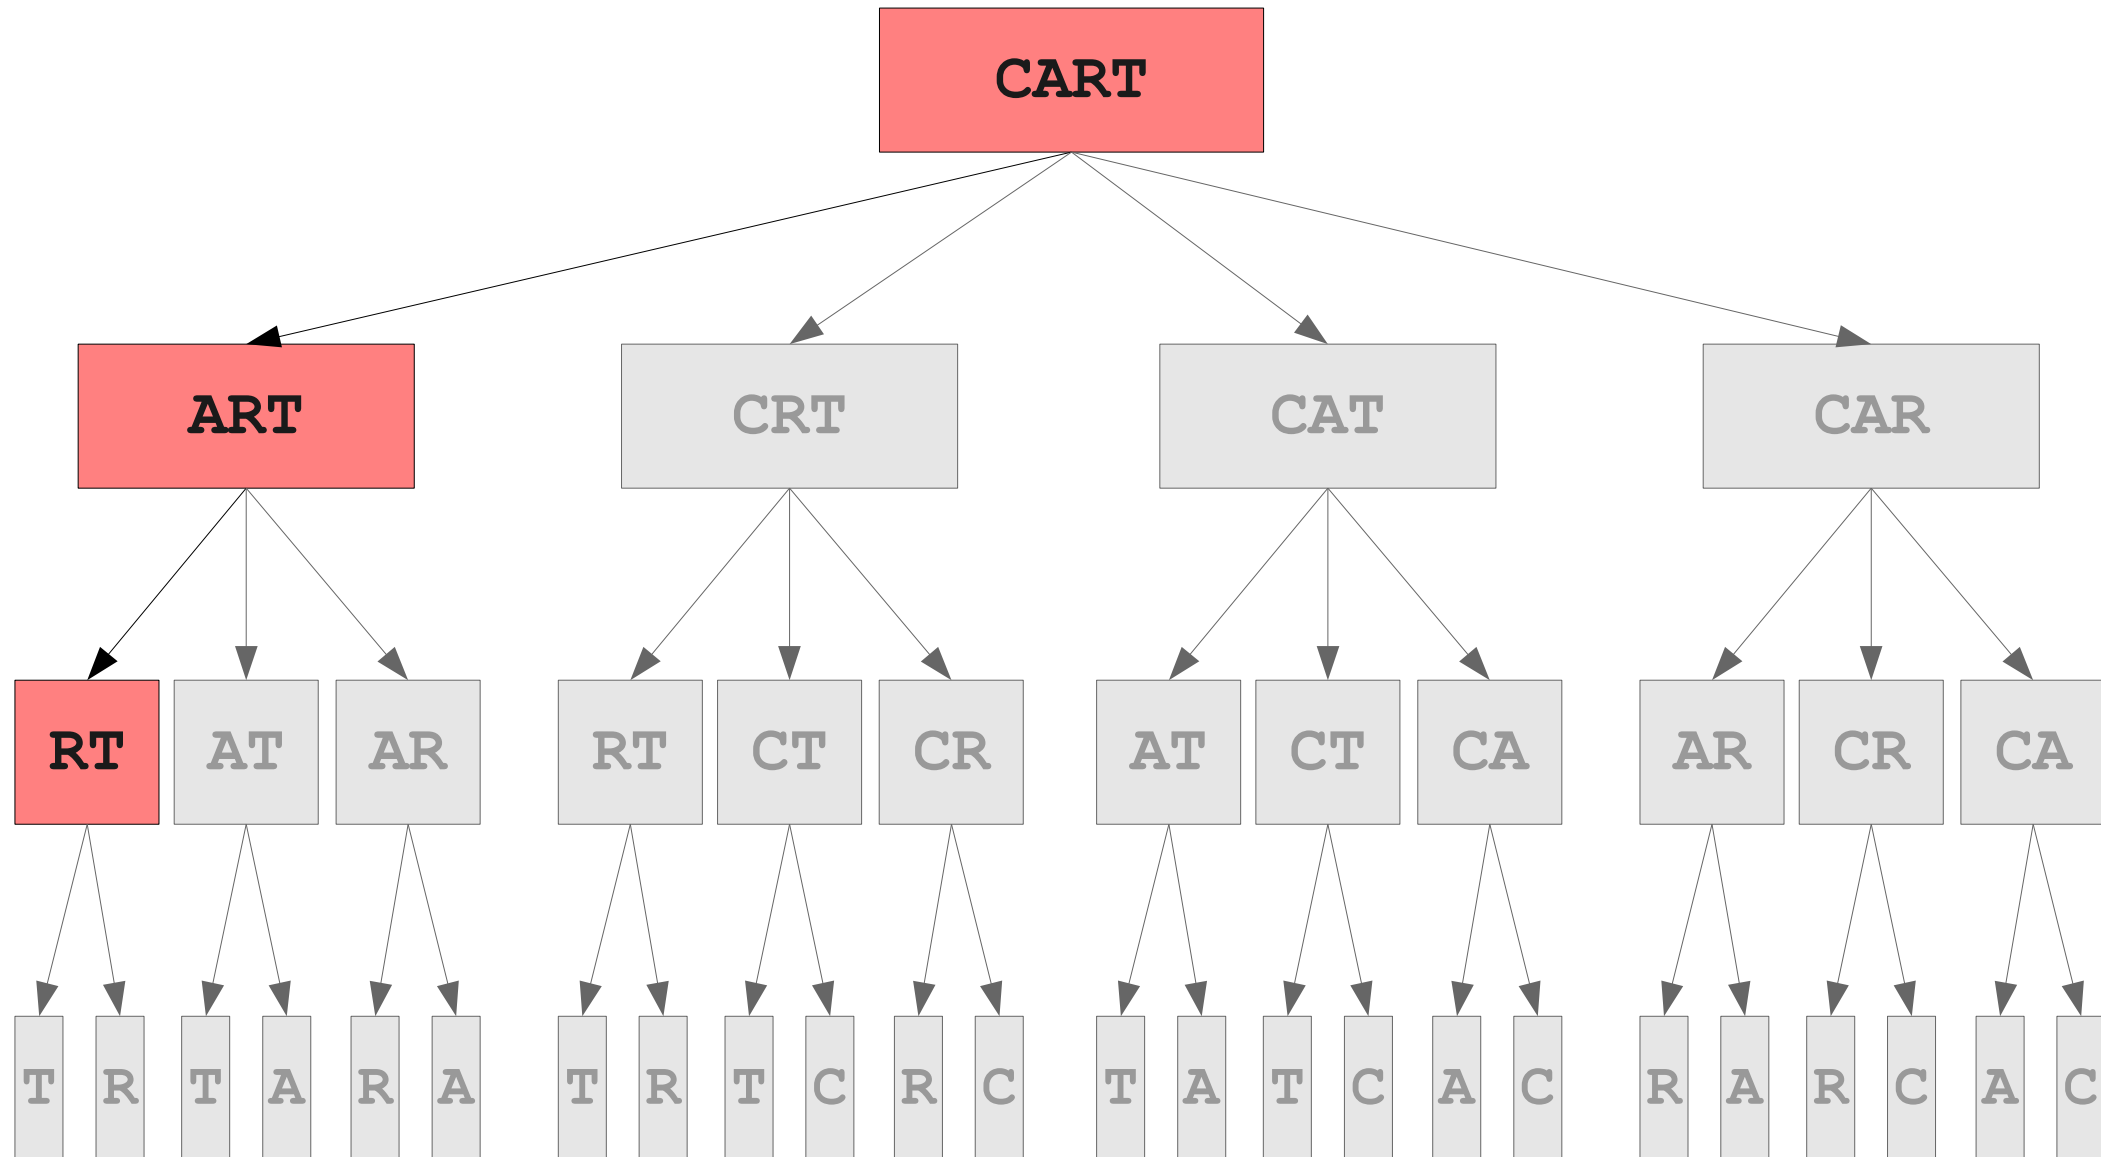 CART
ART CRT CAT CAR
RT AT AR RT CT CR AT CT CA AR CR CA
T R T A R A T R T C R C T A T C A C R A R C A C